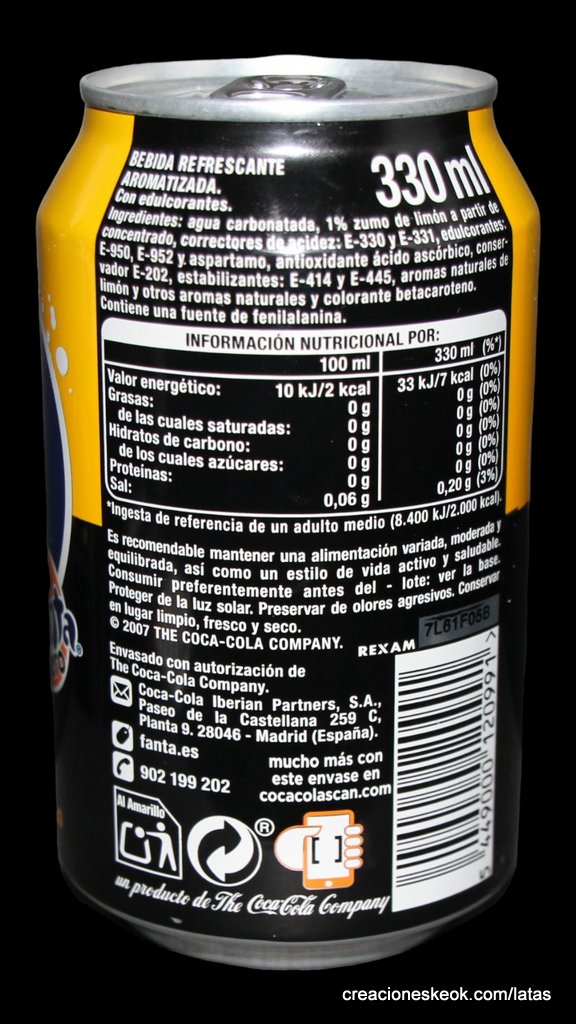 BEBIDA REFRESCANTE
AROMATIZADA.
Con edulcorantes.
330 ml
Ingredientes: agua carbonatada, 1% zumo de limón a partir de
concentrado, correctores de acidez: E-330 y E-331, edulcorantes:
E-950, E-952 y aspartamo, antioxidante ácido ascórbico, conser-
vador E-202, estabilizantes: E-414 y E-445, aromas naturales de
limón y otros aromas naturales y colorante betacaroteno.
Contiene una fuente de fenilalanina.
INFORMACIÓN NUTRICIONAL POR:
100 ml 330 ml (%*)
Valor energético: 10 kJ/2 kcal 33 kJ/7 kcal (0%)
Grasas: 0 g 0 g (0%)
de las cuales saturadas: 0 g 0 g (0%)
Hidratos de carbono: 0 g 0 g (0%)
de los cuales azúcares: 0 g 0 g (0%)
Proteínas: 0 g 0 g (0%)
Sal: 0,06 g 0,20 g (3%)
*Ingesta de referencia de un adulto medio (8.400 kJ/2.000 kcal).
Es recomendable mantener una alimentación variada, moderada y
equilibrada, así como un estilo de vida activo y saludable.
Consumir preferentemente antes del - lote: ver la base.
Proteger de la luz solar. Preservar de olores agresivos. Conservar
en lugar limpio, fresco y seco.
© 2007 THE COCA-COLA COMPANY.
REXAM
7L61F05B
Envasado con autorización de
The Coca-Cola Company.
Coca-Cola Iberian Partners, S.A.,
Paseo de la Castellana 259 C,
Planta 9. 28046 - Madrid (España).
fanta.es
902 199 202
mucho más con
este envase en
cocacolascan.com
Al Amarillo
®
[ ]
un producto de The Coca-Cola Company
5 449000 120991 >
creacioneskeok.com/latas